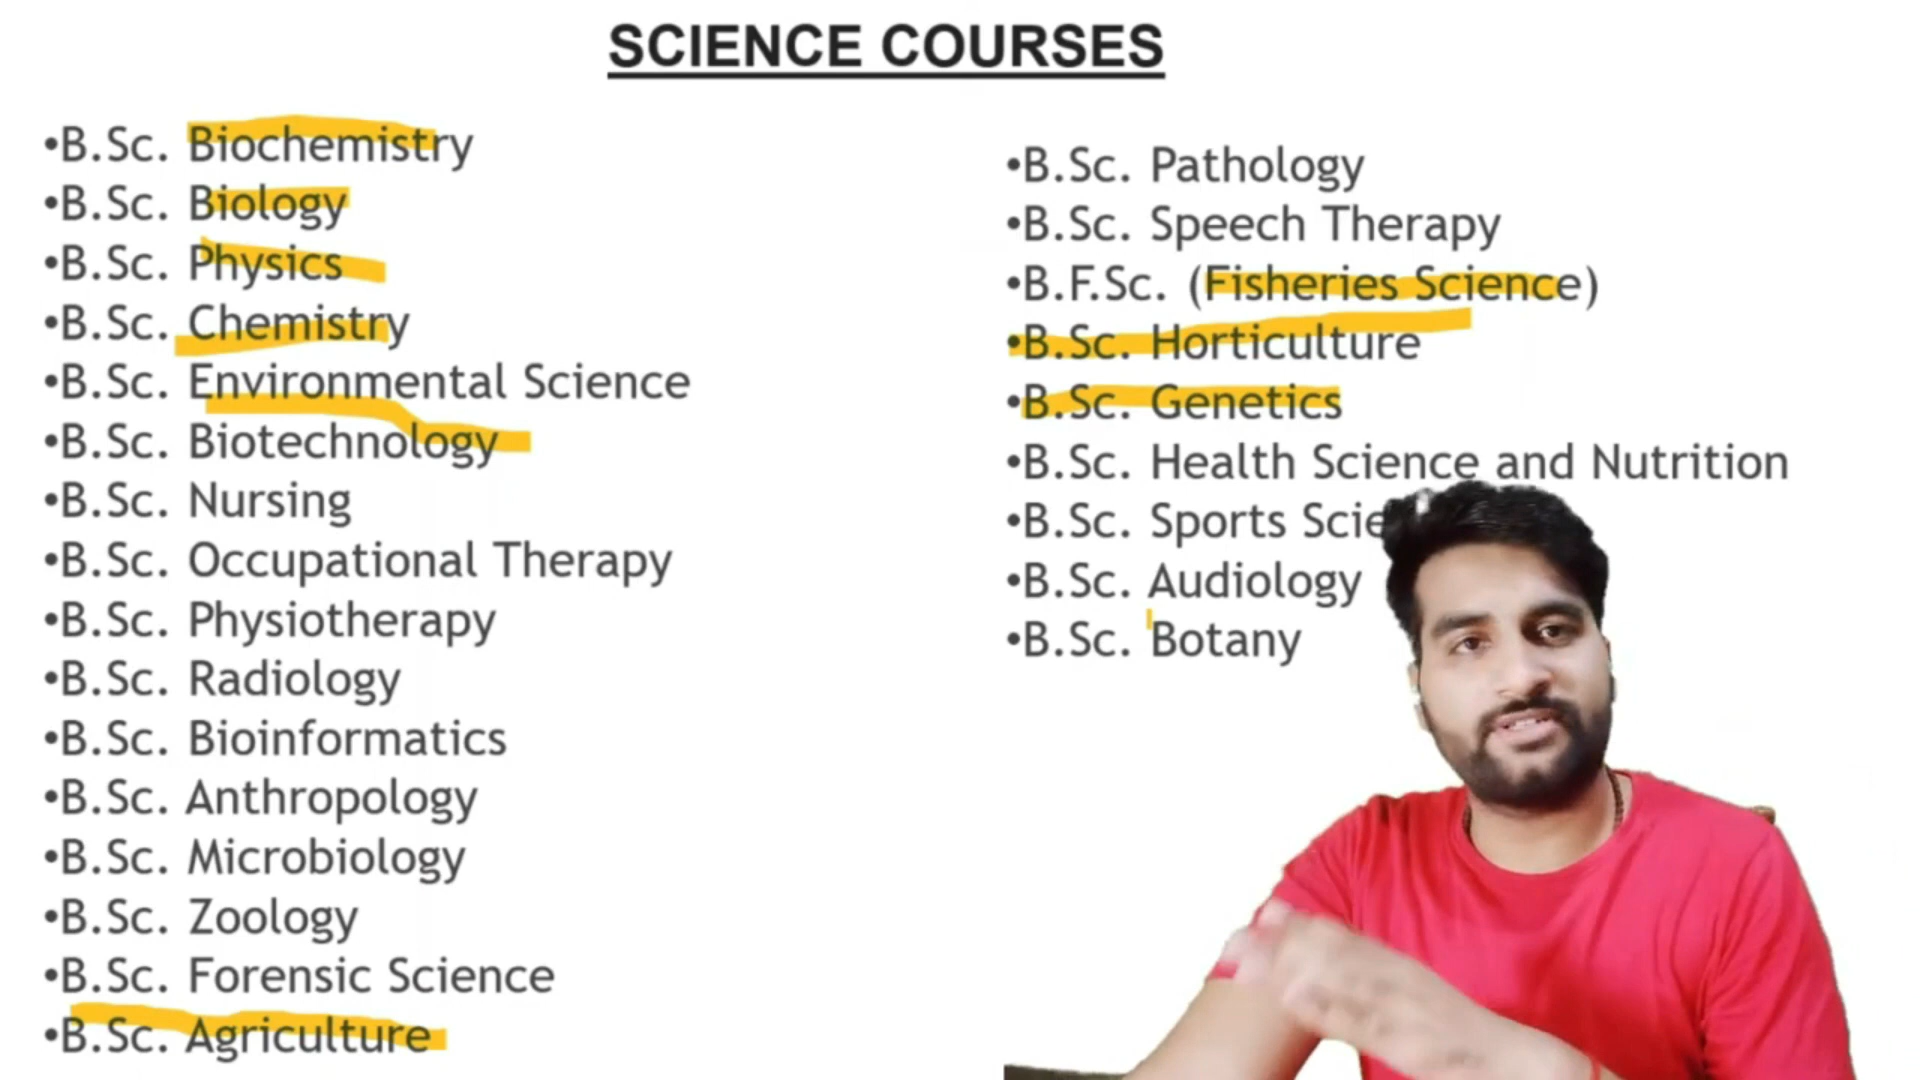 SCIENCE COURSES
•B.Sc. Biochemistry
•B.Sc. Biology
•B.Sc. Physics
•B.Sc. Chemistry
•B.Sc. Environmental Science
•B.Sc. Biotechnology
•B.Sc. Nursing
•B.Sc. Occupational Therapy
•B.Sc. Physiotherapy
•B.Sc. Radiology
•B.Sc. Bioinformatics
•B.Sc. Anthropology
•B.Sc. Microbiology
•B.Sc. Zoology
•B.Sc. Forensic Science
•B.Sc. Agriculture
•B.Sc. Pathology
•B.Sc. Speech Therapy
•B.F.Sc. (Fisheries Science)
•B.Sc. Horticulture
•B.Sc. Genetics
•B.Sc. Health Science and Nutrition
•B.Sc. Sports
•B.Sc. Audiology
•B.Sc. Botany